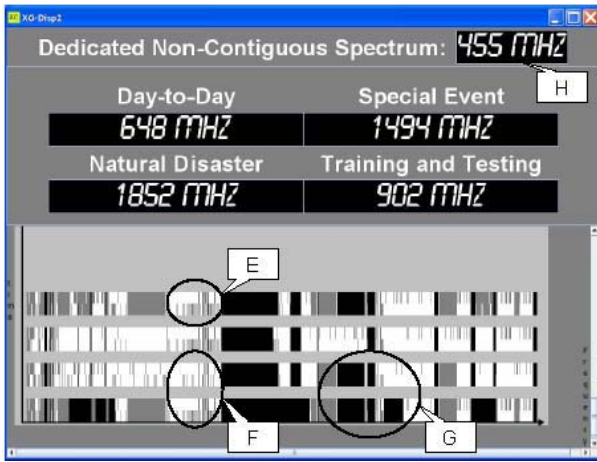 XG-Disp2
Dedicated Non-Contiguous Spectrum: 455 MHZ
H
Day-to-Day Special Event
648 MHZ 1494 MHZ
Natural Disaster Training and Testing
1852 MHZ 902 MHZ
E
F
G